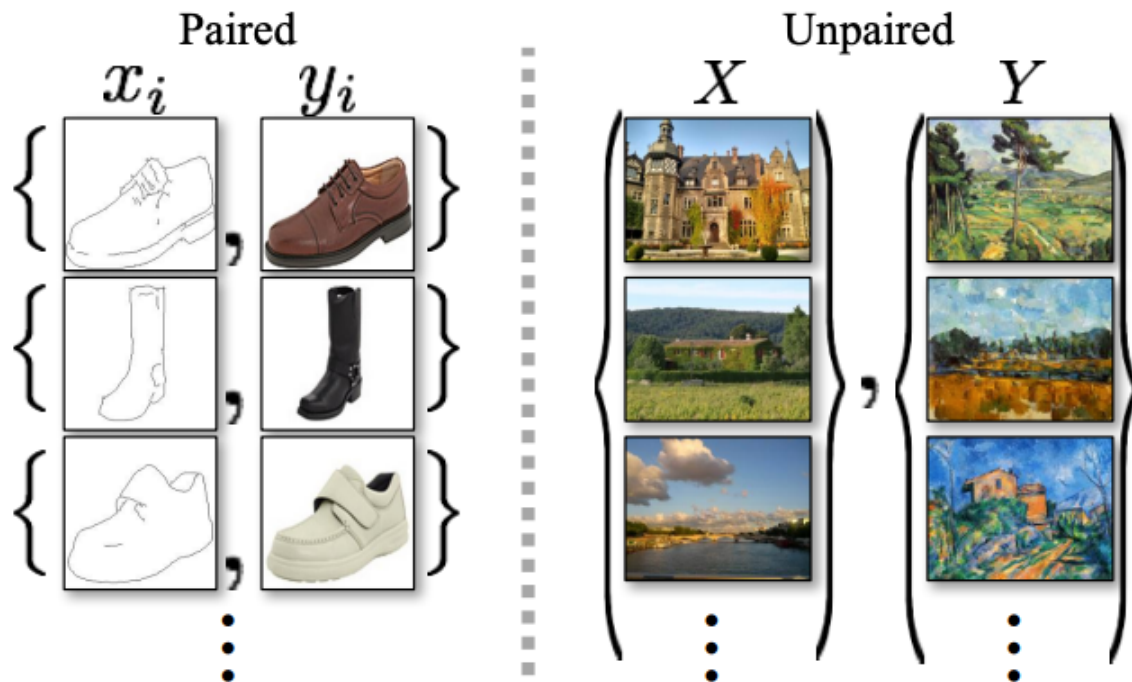 Paired
Unpaired
x_i
y_i
X
Y
{ , }
{ , }
{ , }
{ } , { }
⋮
⋮
⋮